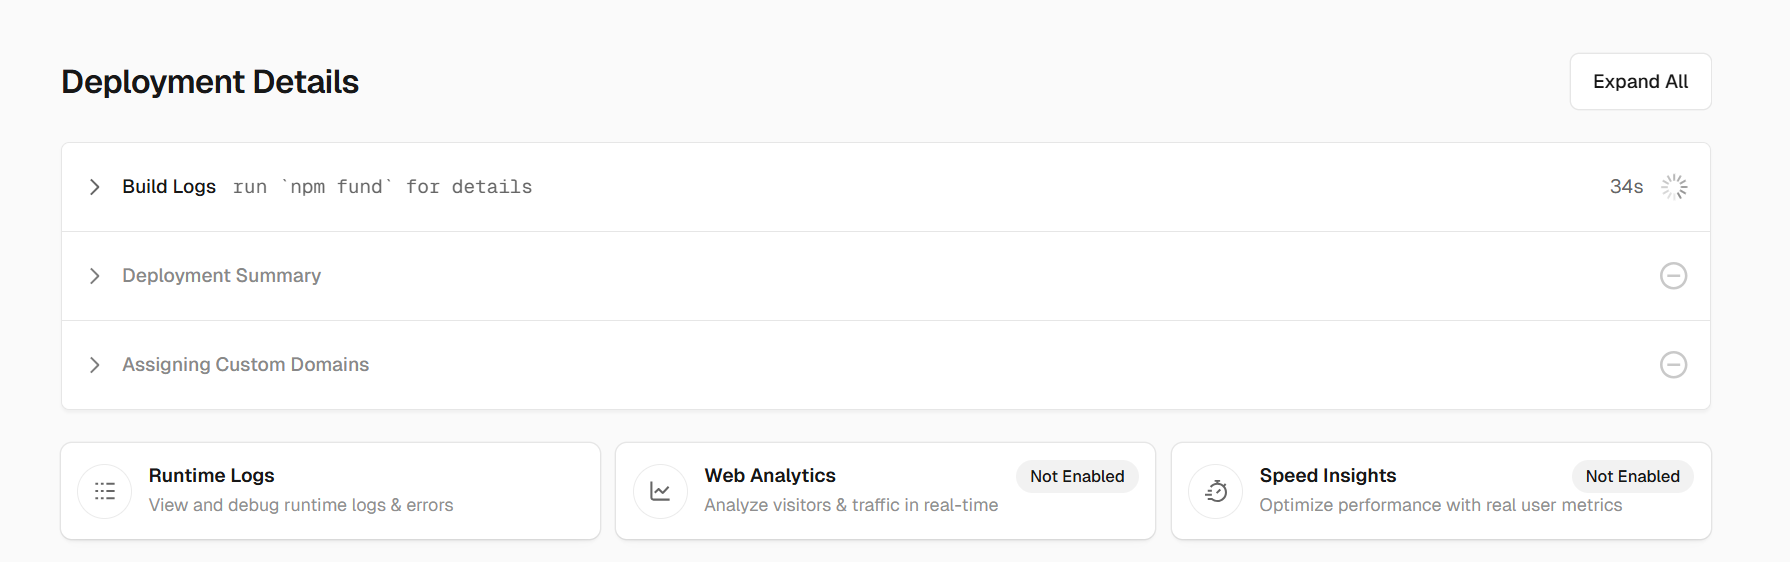 Deployment Details
Expand All
Build Logs run `npm fund` for details 34s
Deployment Summary
Assigning Custom Domains
Runtime Logs
View and debug runtime logs & errors
Web Analytics Not Enabled
Analyze visitors & traffic in real-time
Speed Insights Not Enabled
Optimize performance with real user metrics